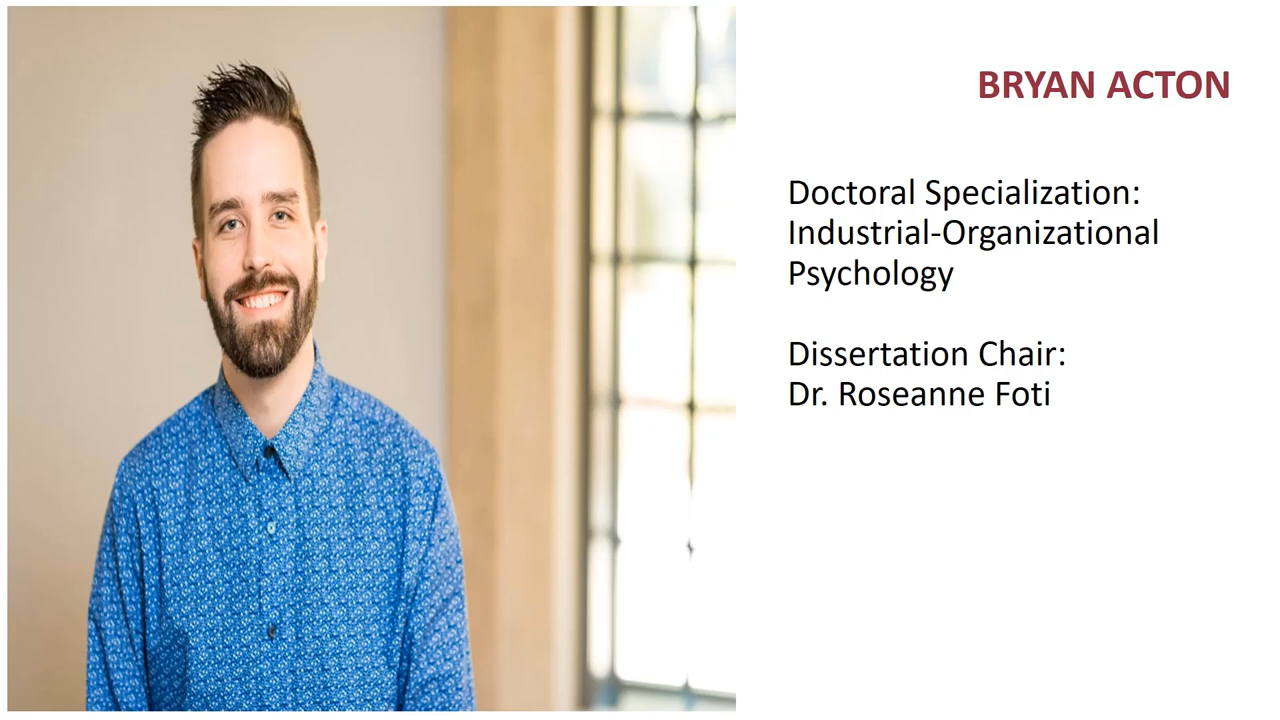 BRYAN ACTON
Doctoral Specialization:
Industrial-Organizational
Psychology
Dissertation Chair:
Dr. Roseanne Foti